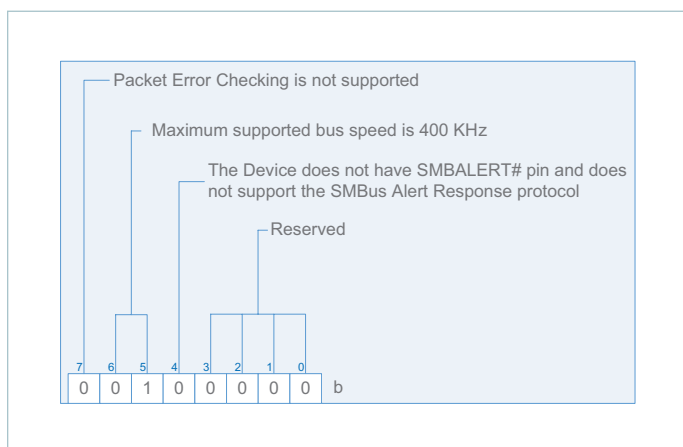 Packet Error Checking is not supported
Maximum supported bus speed is 400 KHz
The Device does not have SMBALERT# pin and does
not support the SMBus Alert Response protocol
Reserved
7 6 5 4 3 2 1 0
0 0 1 0 0 0 0 0 b